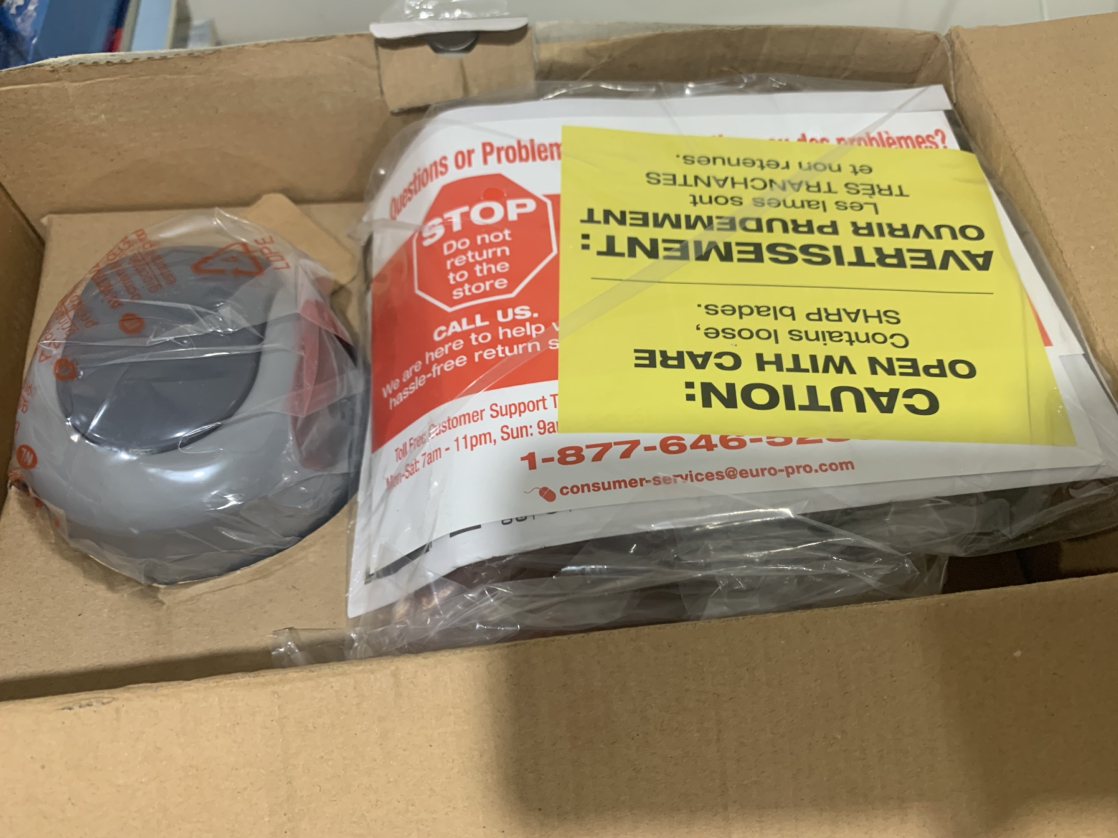 Questions or Problem
des problèmes?
STOP
Do not
return
to the
store
CALL US.
We are here to help
hassle-free return s
Toll Free Customer Support T
Mon-Sat: 7am - 11pm, Sun: 9a
1-877-646-52
consumer-services@euro-pro.com
CAUTION:
OPEN WITH CARE
Contains loose,
SHARP blades.
AVERTISSEMENT:
OUVRIR PRUDEMMENT
Les lames sont
TRÈS TRANCHANTES
et non retenues.